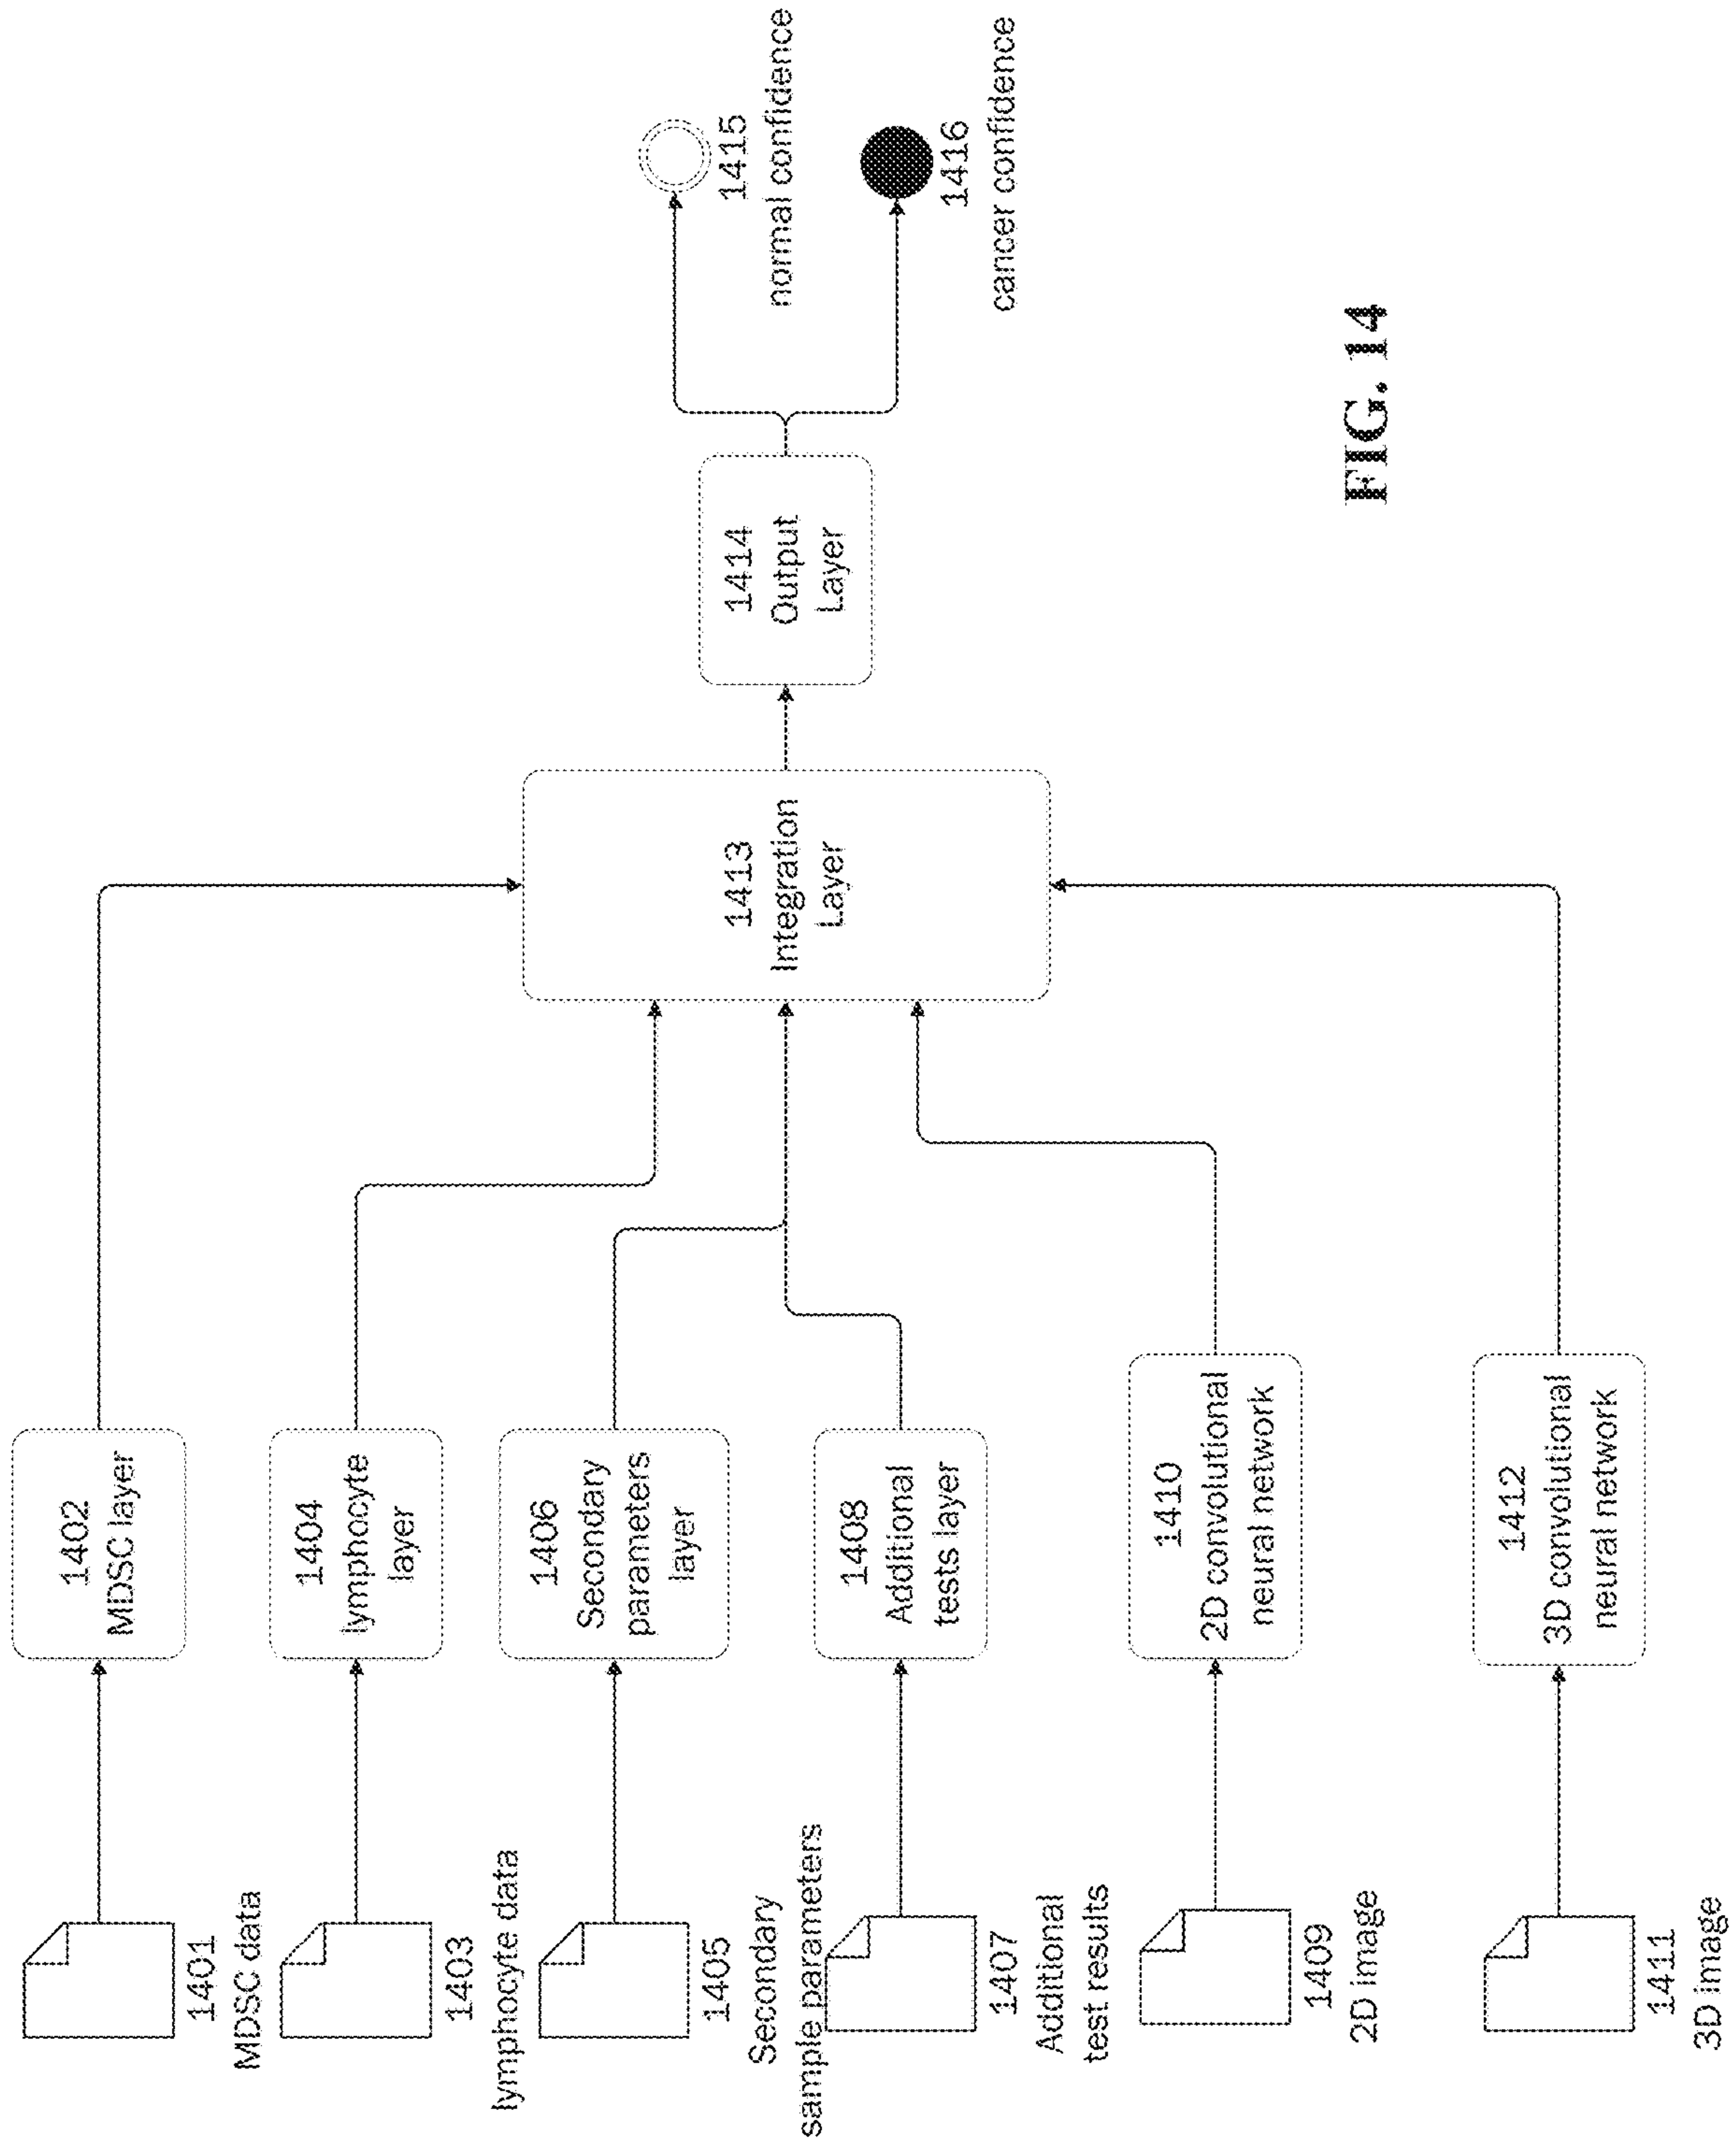 1401
MDSC data
1402
MDSC layer
1403
lymphocyte data
1404
lymphocyte
layer
1405
Secondary
sample parameters
1406
Secondary
parameters
layer
1407
Additional
test results
1408
Additional
tests layer
1409
2D image
1410
2D convolutional
neural network
1411
3D image
1412
3D convolutional
neural network
1413
Integration
Layer
1414
Output
Layer
1415
normal confidence
1416
cancer confidence
FIG. 14